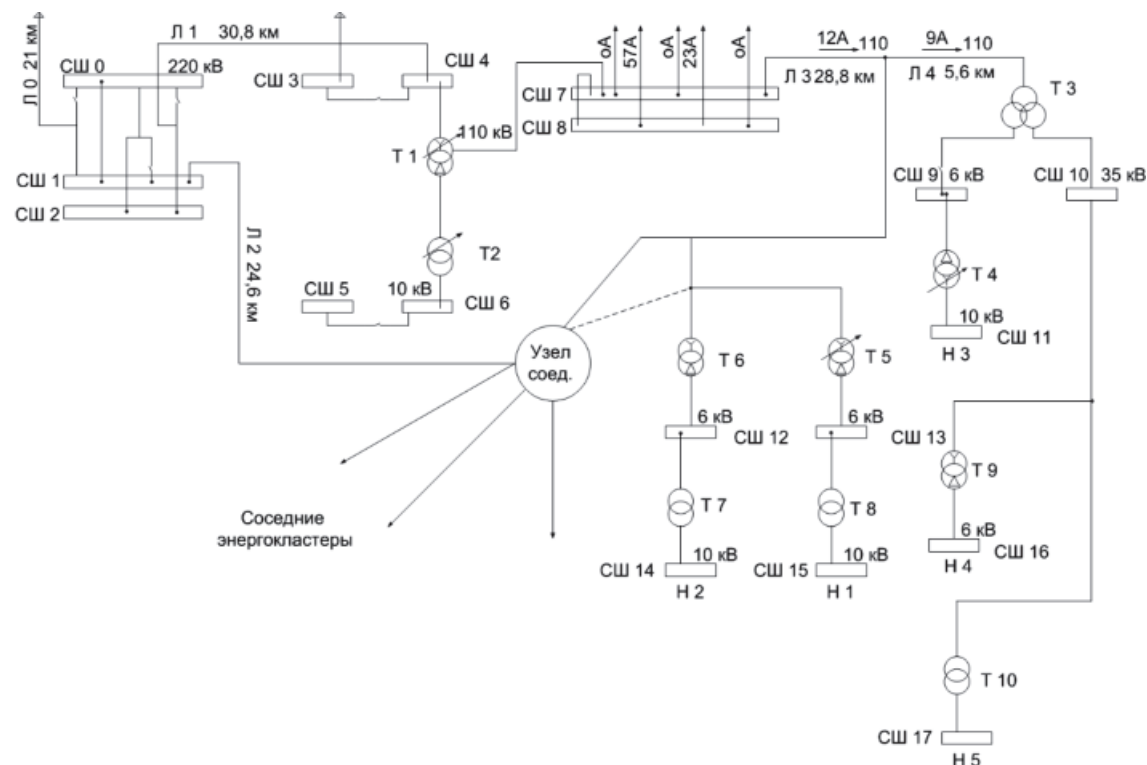 Л 0 21 км
Л 1 30,8 км
СШ 0 220 кВ
СШ 1
СШ 2
СШ 3
СШ 4
Т 1
110 кВ
Т2
СШ 5
10 кВ
СШ 6
Л 2 24,6 км
СШ 7
СШ 8
оА
57А
оА
23А
оА
12А 110
Л 3 28,8 км
9А 110
Л 4 5,6 км
Т 3
СШ 9 6 кВ
СШ 10 35 кВ
Т 4
10 кВ
СШ 11
Н 3
Узел
соед.
Соседние
энергокластеры
Т 6
Т 5
6 кВ
СШ 12
6 кВ
СШ 13
Т 7
Т 8
Т 9
СШ 14
10 кВ
Н 2
СШ 15
10 кВ
Н 1
6 кВ
СШ 16
Н 4
Т 10
СШ 17
Н 5